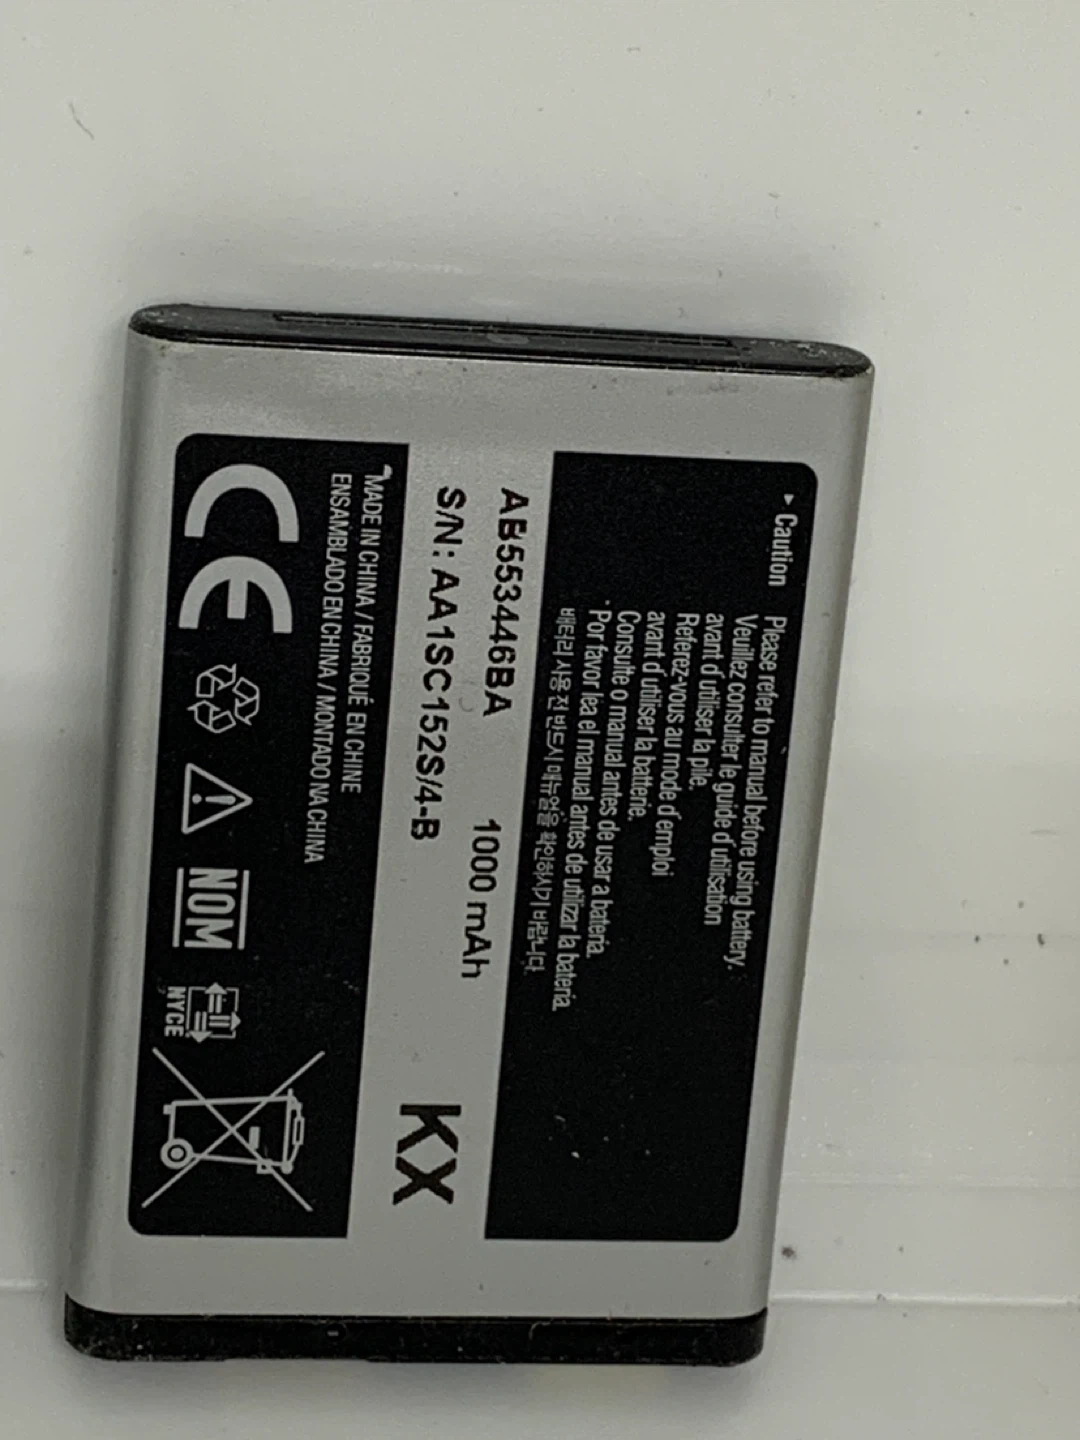 ▸ Caution
Please refer to manual before using battery.
Veuillez consulter le guide d'utilisation
avant d'utiliser la pile.
Referez-vous au mode d'emploi
avant d'utiliser la batterie.
Consulte o manual antes de usar a bateria.
Por favor lea el manual antes de utilizar la bateria.
배터리 사용 전 반드시 매뉴얼을 확인하시기 바랍니다.
AB553446BA 1000 mAh
S/N: AA1SC152S/4-B
KX
MADE IN CHINA / FABRIQUÉ EN CHINE
ENSAMBLADO EN CHINA / MONTADO NA CHINA
CE
NOM
NYCE